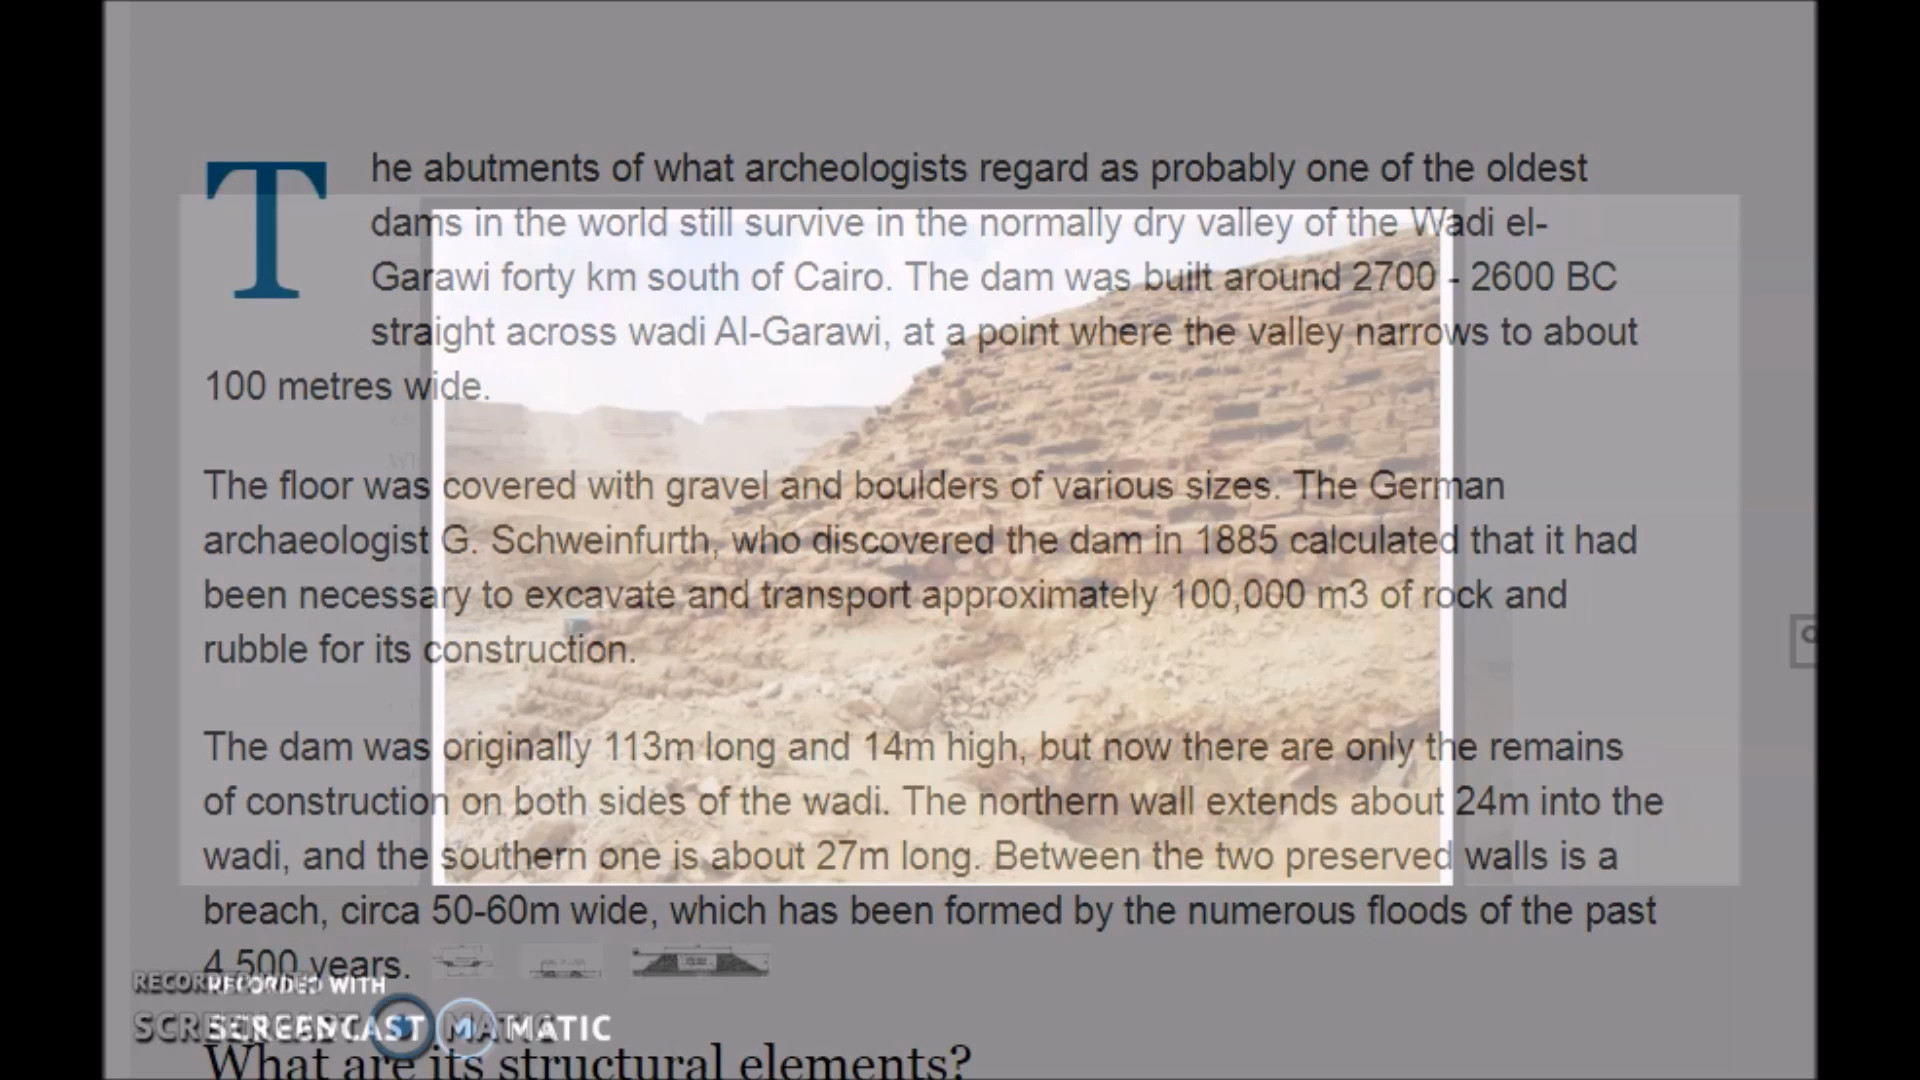 The abutments of what archeologists regard as probably one of the oldest
dams in the world still survive in the normally dry valley of the Wadi el-
Garawi forty km south of Cairo. The dam was built around 2700 - 2600 BC
straight across wadi Al-Garawi, at a point where the valley narrows to about
100 metres wide.
The floor was covered with gravel and boulders of various sizes. The German
archaeologist G. Schweinfurth, who discovered the dam in 1885 calculated that it had
been necessary to excavate and transport approximately 100,000 m3 of rock and
rubble for its construction.
The dam was originally 113m long and 14m high, but now there are only the remains
of construction on both sides of the wadi. The northern wall extends about 24m into the
wadi, and the southern one is about 27m long. Between the two preserved walls is a
breach, circa 50-60m wide, which has been formed by the numerous floods of the past
4,500 years.
RECORDED WITH
SCREENCAST MATIC
What are its structural elements?